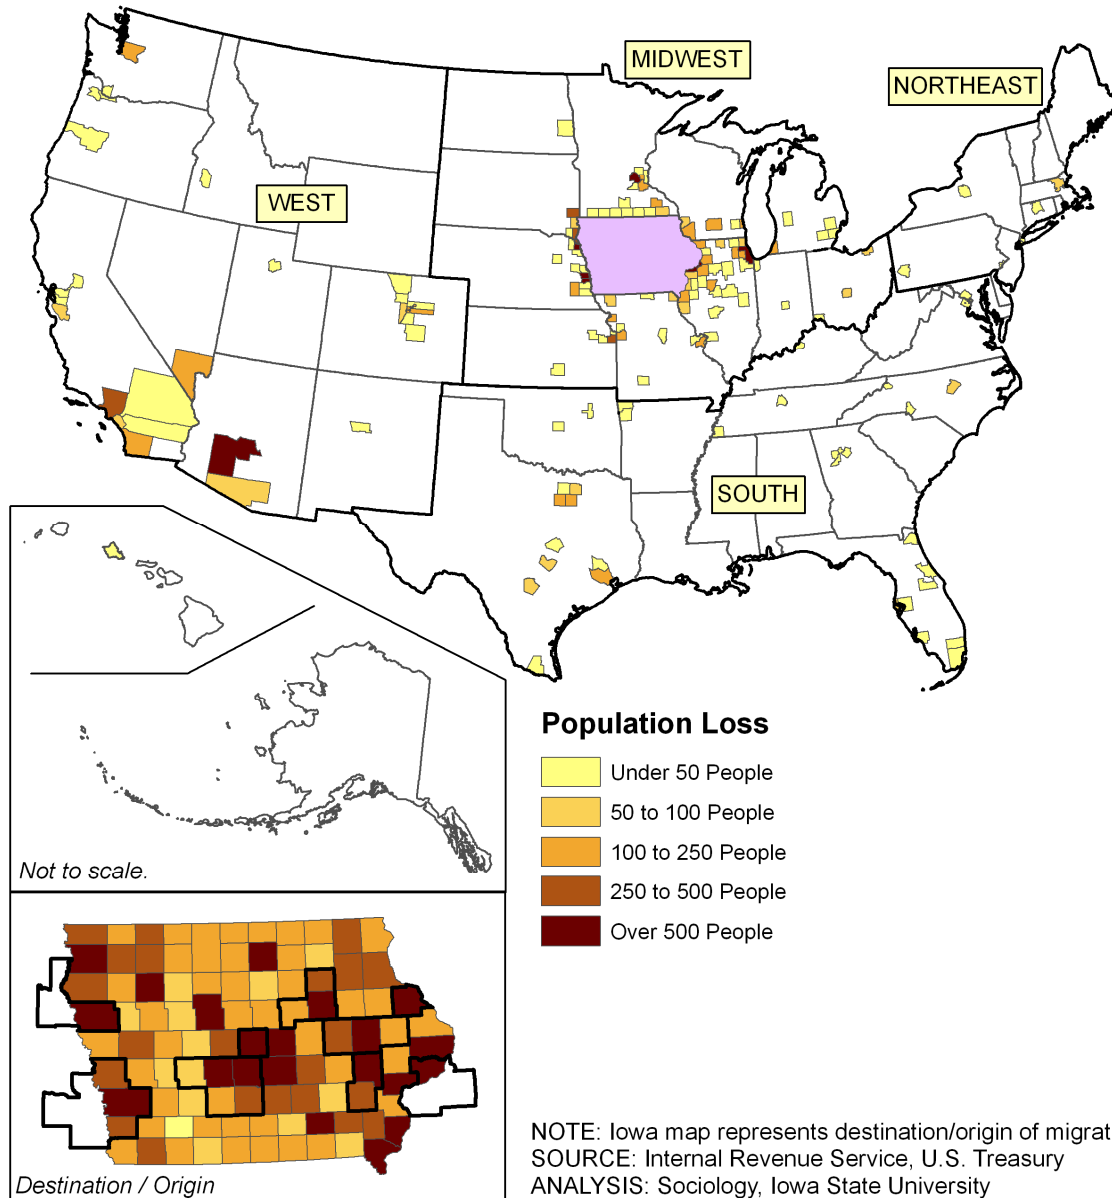 MIDWEST
NORTHEAST
WEST
SOUTH
Population Loss
Under 50 People
50 to 100 People
100 to 250 People
250 to 500 People
Over 500 People
Not to scale.
Destination / Origin
NOTE: Iowa map represents destination/origin of migrat
SOURCE: Internal Revenue Service, U.S. Treasury
ANALYSIS: Sociology, Iowa State University